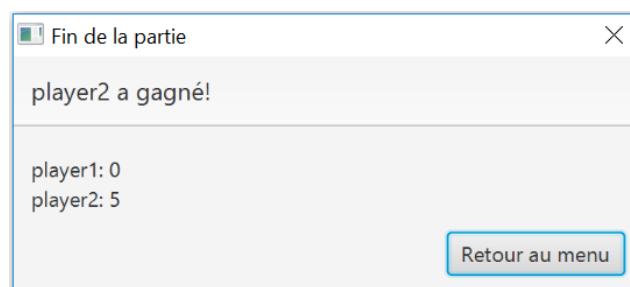 Fin de la partie
player2 a gagné!
player1: 0
player2: 5
Retour au menu